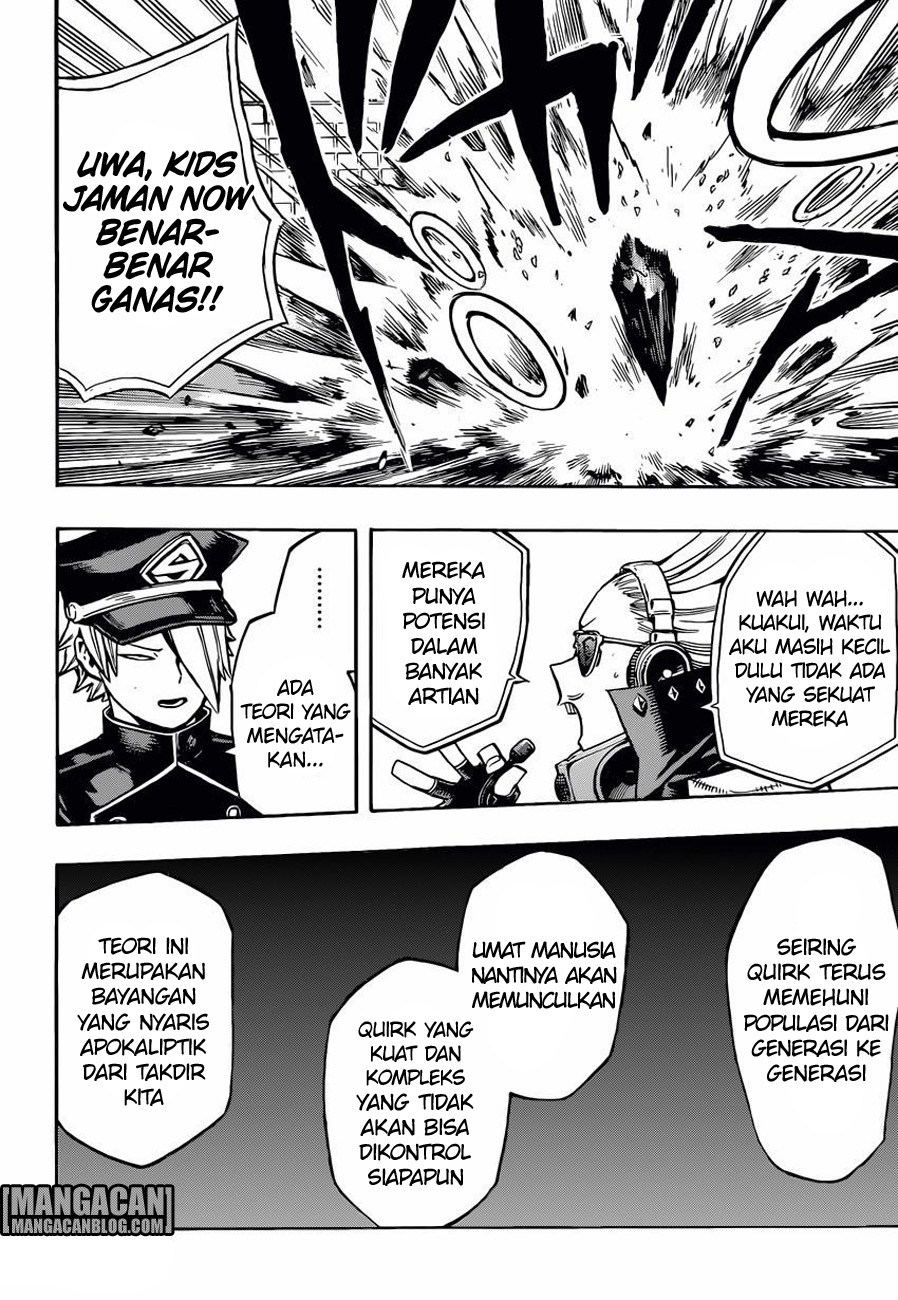 UWA, KIDS
JAMAN NOW
BENAR-
BENAR
GANAS!!
WAH WAH...
KUAKUI, WAKTU
AKU MASIH KECIL
DULU TIDAK ADA
YANG SEKUAT
MEREKA
MEREKA
PUNYA
POTENSI
DALAM
BANYAK
ARTIAN
........
ADA
TEORI YANG
MENGATA-
KAN...
SEIRING
QUIRK TERUS
MEMEHUNI
POPULASI DARI
GENERASI KE
GENERASI
UMAT MANUSIA
NANTINYA AKAN
MEMUNCULKAN
QUIRK YANG
KUAT DAN
KOMPLEKS
YANG TIDAK
AKAN BISA
DIKONTROL
SIAPAPUN
TEORI INI
MERUPAKAN
BAYANGAN
YANG NYARIS
APOKALIPTIK
DARI TAKDIR
KITA
[MANGACAN]
MANGACANBLOG.COM